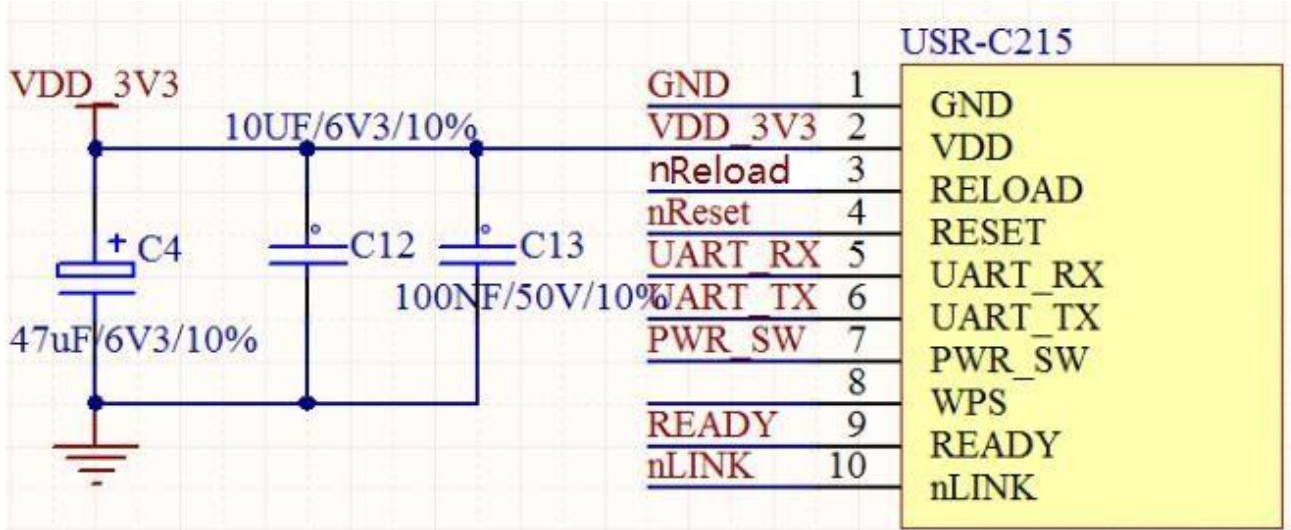 USR-C215
VDD_3V3
10UF/6V3/10%
C4
C12
C13
100NF/50V/10%
47uF/6V3/10%
GND 1 GND
VDD_3V3 2 VDD
nReload 3 RELOAD
nReset 4 RESET
UART_RX 5 UART_RX
UART_TX 6 UART_TX
PWR_SW 7 PWR_SW
8 WPS
READY 9 READY
nLINK 10 nLINK